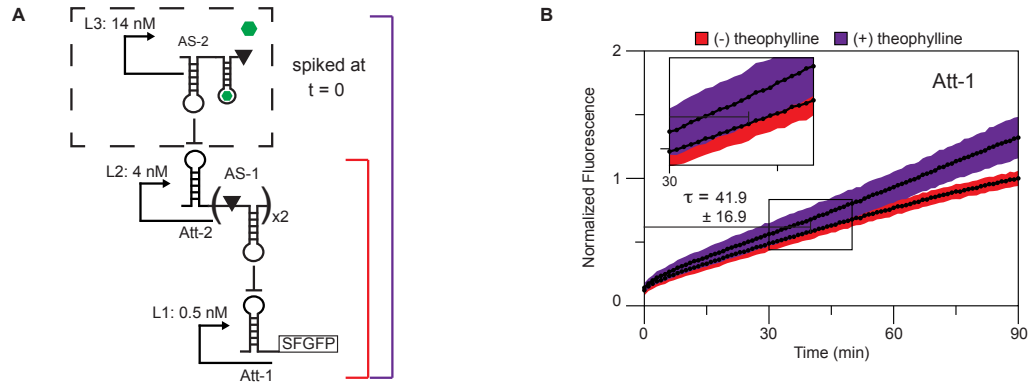 A
L3: 14 nM
AS-2
spiked at
t = 0
L2: 4 nM
AS-1
( )x2
Att-2
L1: 0.5 nM
SFGFP
Att-1
B
(-) theophylline (+) theophylline
Att-1
2
1
0
30
τ = 41.9
± 16.9
Normalized Fluorescence
0 30 60 90
Time (min)